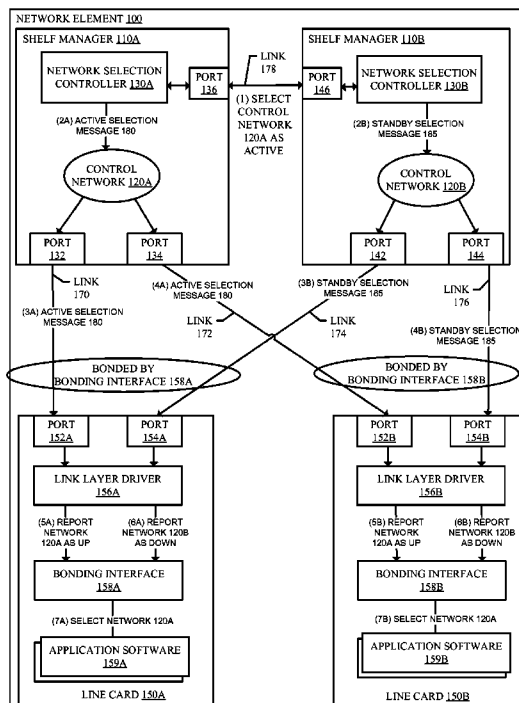 NETWORK ELEMENT 100
SHELF MANAGER 110A
NETWORK SELECTION
CONTROLLER 130A
PORT
136
LINK
178
(1) SELECT
CONTROL
NETWORK
120A AS
ACTIVE
(2A) ACTIVE SELECTION
MESSAGE 180
CONTROL
NETWORK 120A
PORT
132
PORT
134
SHELF MANAGER 110B
PORT
146
NETWORK SELECTION
CONTROLLER 130B
(2B) STANDBY SELECTION
MESSAGE 185
CONTROL
NETWORK 120B
PORT
142
PORT
144
LINK
170
(3A) ACTIVE SELECTION
MESSAGE 180
(4A) ACTIVE SELECTION
MESSAGE 180
LINK
172
(3B) STANDBY SELECTION
MESSAGE 185
LINK
174
LINK
176
(4B) STANDBY SELECTION
MESSAGE 185
BONDED BY
BONDING INTERFACE 158A
BONDED BY
BONDING INTERFACE 158B
PORT
152A
PORT
154A
LINK LAYER DRIVER
156A
(5A) REPORT
NETWORK
120A AS UP
(6A) REPORT
NETWORK 120B
AS DOWN
BONDING INTERFACE
158A
(7A) SELECT NETWORK 120A
APPLICATION SOFTWARE
159A
LINE CARD 150A
PORT
152B
PORT
154B
LINK LAYER DRIVER
156B
(5B) REPORT
NETWORK
120A AS UP
(6B) REPORT
NETWORK 120B
AS DOWN
BONDING INTERFACE
158B
(7B) SELECT NETWORK 120A
APPLICATION SOFTWARE
159B
LINE CARD 150B